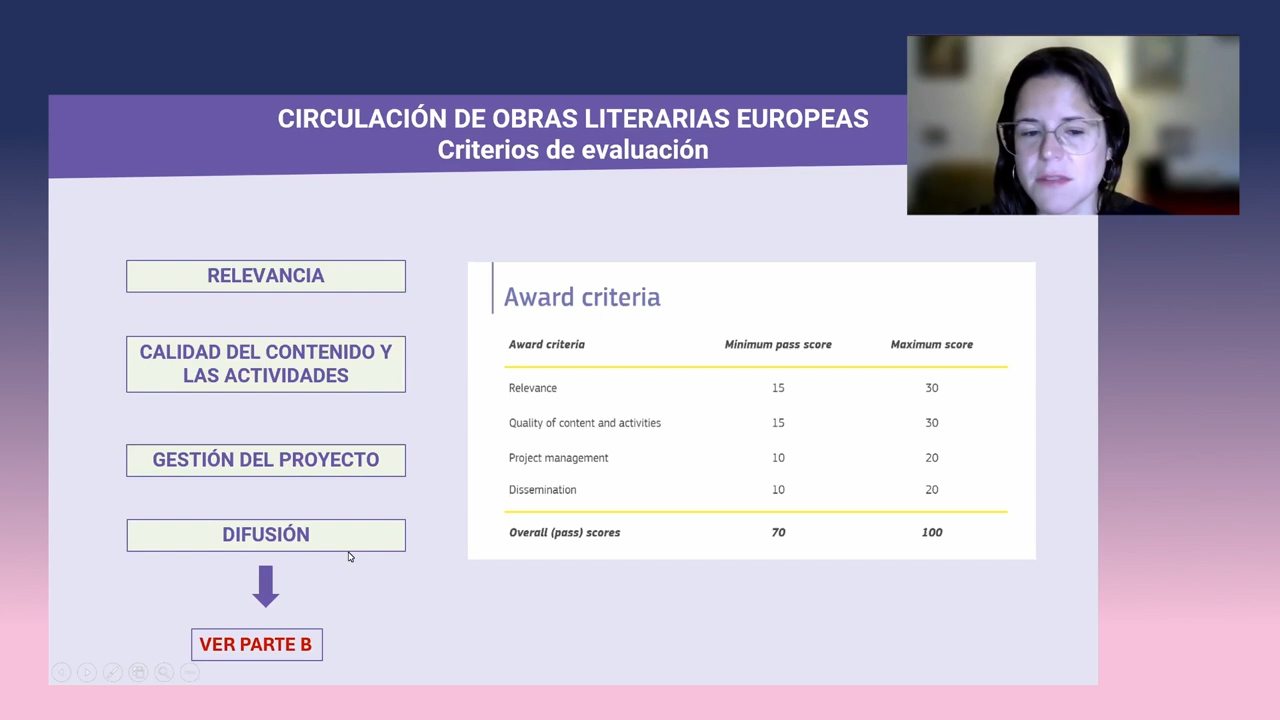 CIRCULACIÓN DE OBRAS LITERARIAS EUROPEAS
Criterios de evaluación
RELEVANCIA
CALIDAD DEL CONTENIDO Y
LAS ACTIVIDADES
GESTIÓN DEL PROYECTO
DIFUSIÓN
VER PARTE B
Award criteria
Award criteria Minimum pass score Maximum score
Relevance 15 30
Quality of content and activities 15 30
Project management 10 20
Dissemination 10 20
Overall (pass) scores 70 100